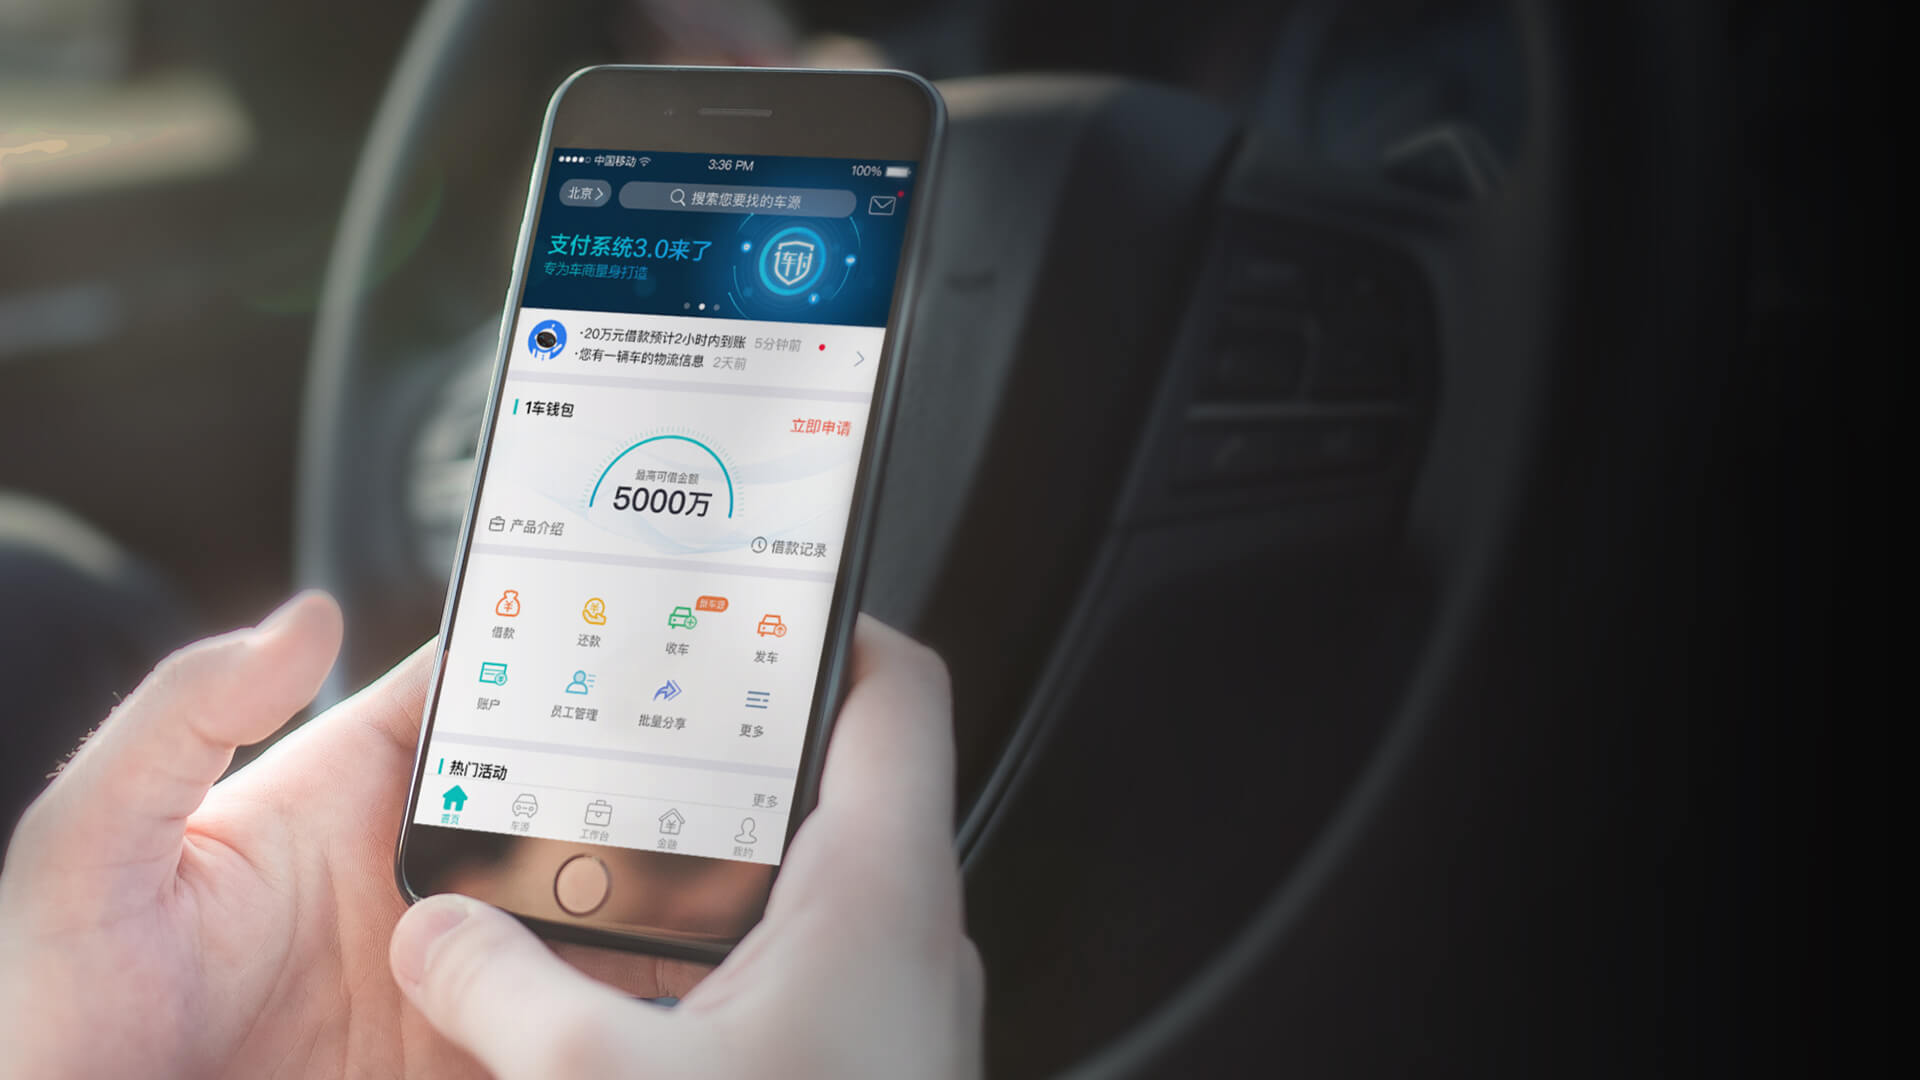 中国移动
3:36 PM
100%
北京
搜索您要找的车源
支付系统3.0来了
专为车商量身打造
1车付
·20万元借款预计2小时内到账 5分钟前
·您有一辆车的物流信息 2天前
1车钱包
立即申请
最高可借金额
5000万
产品介绍
借款记录
借款
还款
收车
发车
账户
员工管理
批量分享
更多
热门活动
更多
首页
车源
工作台
金融
我的